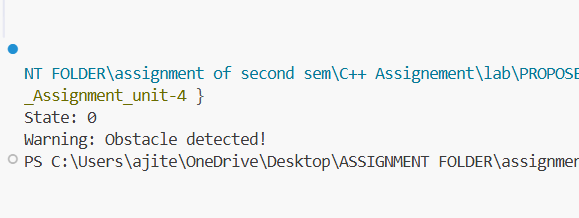 NT FOLDER\assignment of second sem\C++ Assignement\lab\PROPOSE
_Assignment_unit-4 }
State: 0
Warning: Obstacle detected!
PS C:\Users\ajite\OneDrive\Desktop\ASSIGNMENT FOLDER\assignmen